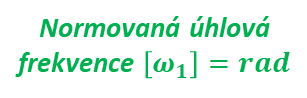 Normovaná úhlová
frekvence [ω₁] = rad